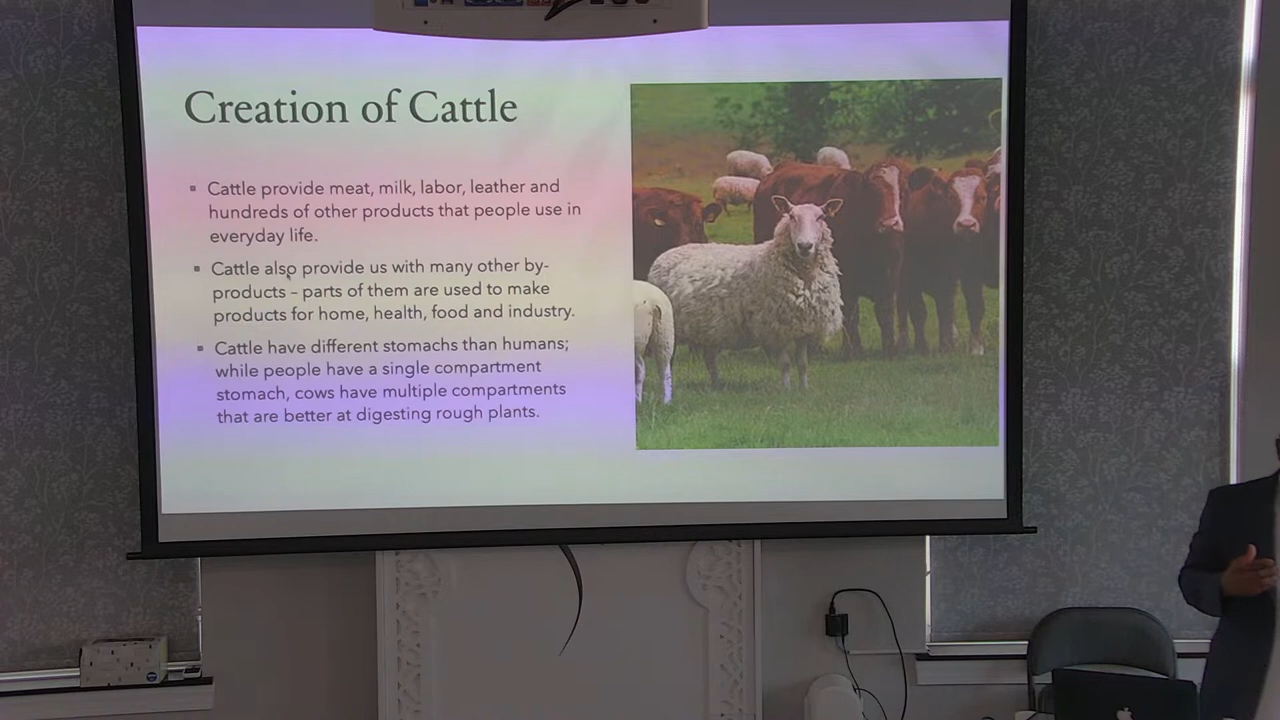 Creation of Cattle
Cattle provide meat, milk, labor, leather and
hundreds of other products that people use in
everyday life.
Cattle also provide us with many other by-
products – parts of them are used to make
products for home, health, food and industry.
Cattle have different stomachs than humans;
while people have a single compartment
stomach, cows have multiple compartments
that are better at digesting rough plants.